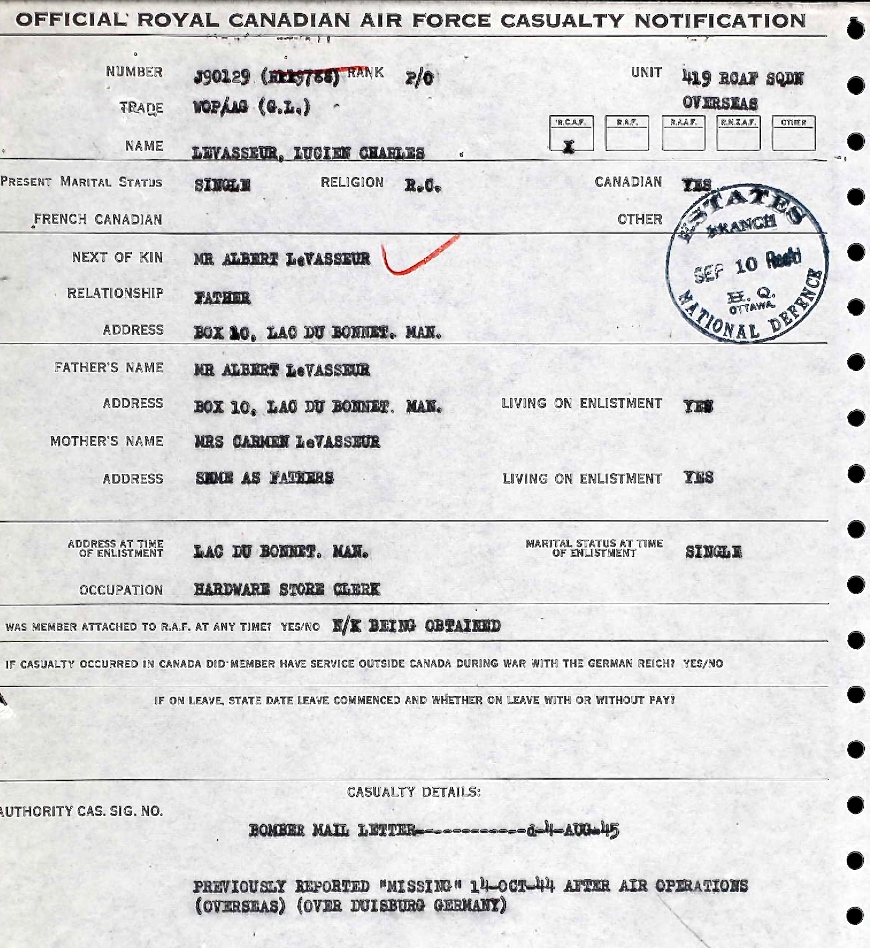 OFFICIAL ROYAL CANADIAN AIR FORCE CASUALTY NOTIFICATION
NUMBER J90129 RANK P/O UNIT 419 RCAF SQDN
OVERSEAS
TRADE WOP/AG (G.L.)
R.C.A.F. R.A.F. R.A.A.F. R.N.Z.A.F. OTHER
X
NAME LEVASSEUR, LUCIEN CHARLES
PRESENT MARITAL STATUS SINGLE RELIGION R.C. CANADIAN YES
FRENCH CANADIAN OTHER
ESTATES
BRANCH
SEP 10 Rec'd
H. Q.
OTTAWA
NATIONAL DEFENCE
NEXT OF KIN MR ALBERT LeVASSEUR
RELATIONSHIP FATHER
ADDRESS BOX 10, LAC DU BONNET. MAN.
FATHER'S NAME MR ALBERT LeVASSEUR
ADDRESS BOX 10, LAC DU BONNET. MAN. LIVING ON ENLISTMENT YES
MOTHER'S NAME MRS CARMEN LeVASSEUR
ADDRESS SAME AS FATHERS LIVING ON ENLISTMENT YES
ADDRESS AT TIME
OF ENLISTMENT LAC DU BONNET. MAN. MARITAL STATUS AT TIME
OF ENLISTMENT SINGLE
OCCUPATION HARDWARE STORE CLERK
WAS MEMBER ATTACHED TO R.A.F. AT ANY TIME? YES/NO N/K BEING OBTAINED
IF CASUALTY OCCURRED IN CANADA DID MEMBER HAVE SERVICE OUTSIDE CANADA DURING WAR WITH THE GERMAN REICH? YES/NO
IF ON LEAVE, STATE DATE LEAVE COMMENCED AND WHETHER ON LEAVE WITH OR WITHOUT PAY?
CASUALTY DETAILS:
AUTHORITY CAS. SIG. NO.
BOMBER MAIL LETTER------------d-4-AUG-45
PREVIOUSLY REPORTED "MISSING" 14-OCT-44 AFTER AIR OPERATIONS
(OVERSEAS) (OVER DUISBURG GERMANY)